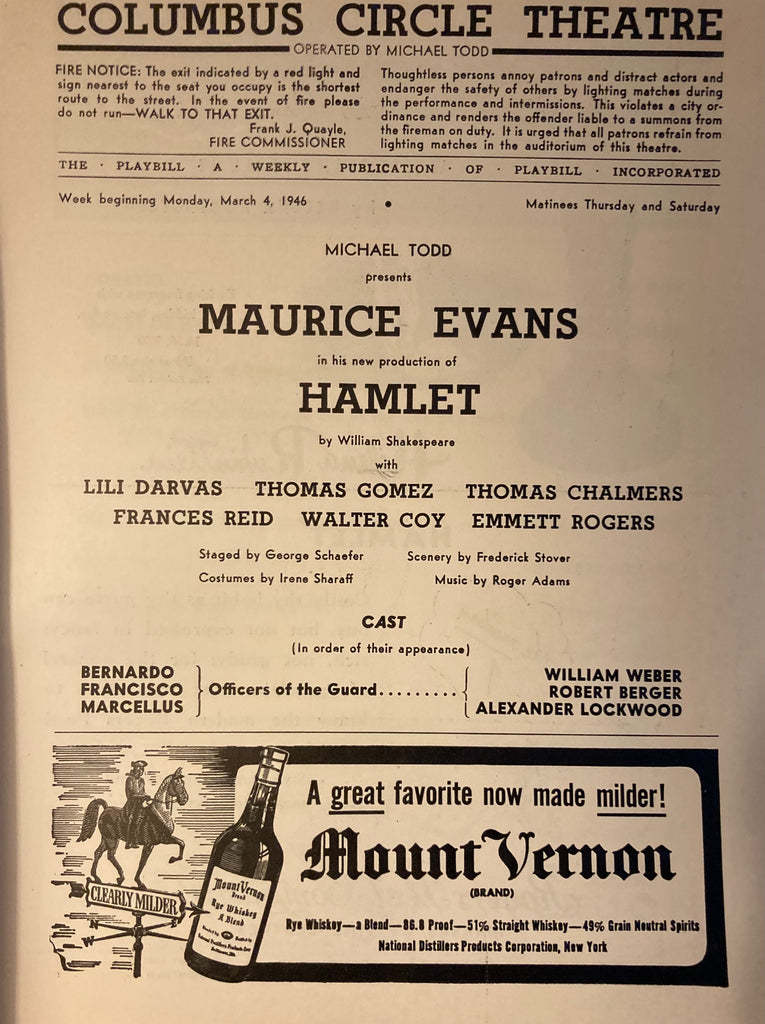 COLUMBUS CIRCLE THEATRE
OPERATED BY MICHAEL TODD
FIRE NOTICE: The exit indicated by a red light and
sign nearest to the seat you occupy is the shortest
route to the street. In the event of fire please
do not run—WALK TO THAT EXIT.
Frank J. Quayle,
FIRE COMMISSIONER
Thoughtless persons annoy patrons and distract actors and
endanger the safety of others by lighting matches during
the performance and intermissions. This violates a city or-
dinance and renders the offender liable to a summons from
the fireman on duty. It is urged that all patrons refrain from
lighting matches in the auditorium of this theatre.
THE · PLAYBILL · A · WEEKLY · PUBLICATION · OF · PLAYBILL · INCORPORATED
Week beginning Monday, March 4, 1946 • Matinees Thursday and Saturday
MICHAEL TODD
presents
MAURICE EVANS
in his new production of
HAMLET
by William Shakespeare
with
LILI DARVAS THOMAS GOMEZ THOMAS CHALMERS
FRANCES REID WALTER COY EMMETT ROGERS
Staged by George Schaefer Scenery by Frederick Stover
Costumes by Irene Sharaff Music by Roger Adams
CAST
(In order of their appearance)
BERNARDO WILLIAM WEBER
FRANCISCO Officers of the Guard.......... ROBERT BERGER
MARCELLUS ALEXANDER LOCKWOOD
A great favorite now made milder!
Mount Vernon
(BRAND)
Rye Whiskey—a Blend—86.8 Proof—51% Straight Whiskey—49% Grain Neutral Spirits
National Distillers Products Corporation, New York
CLEARLY MILDER
N
E
W
S
Mount Vernon
Brand
Rye Whiskey
A Blend